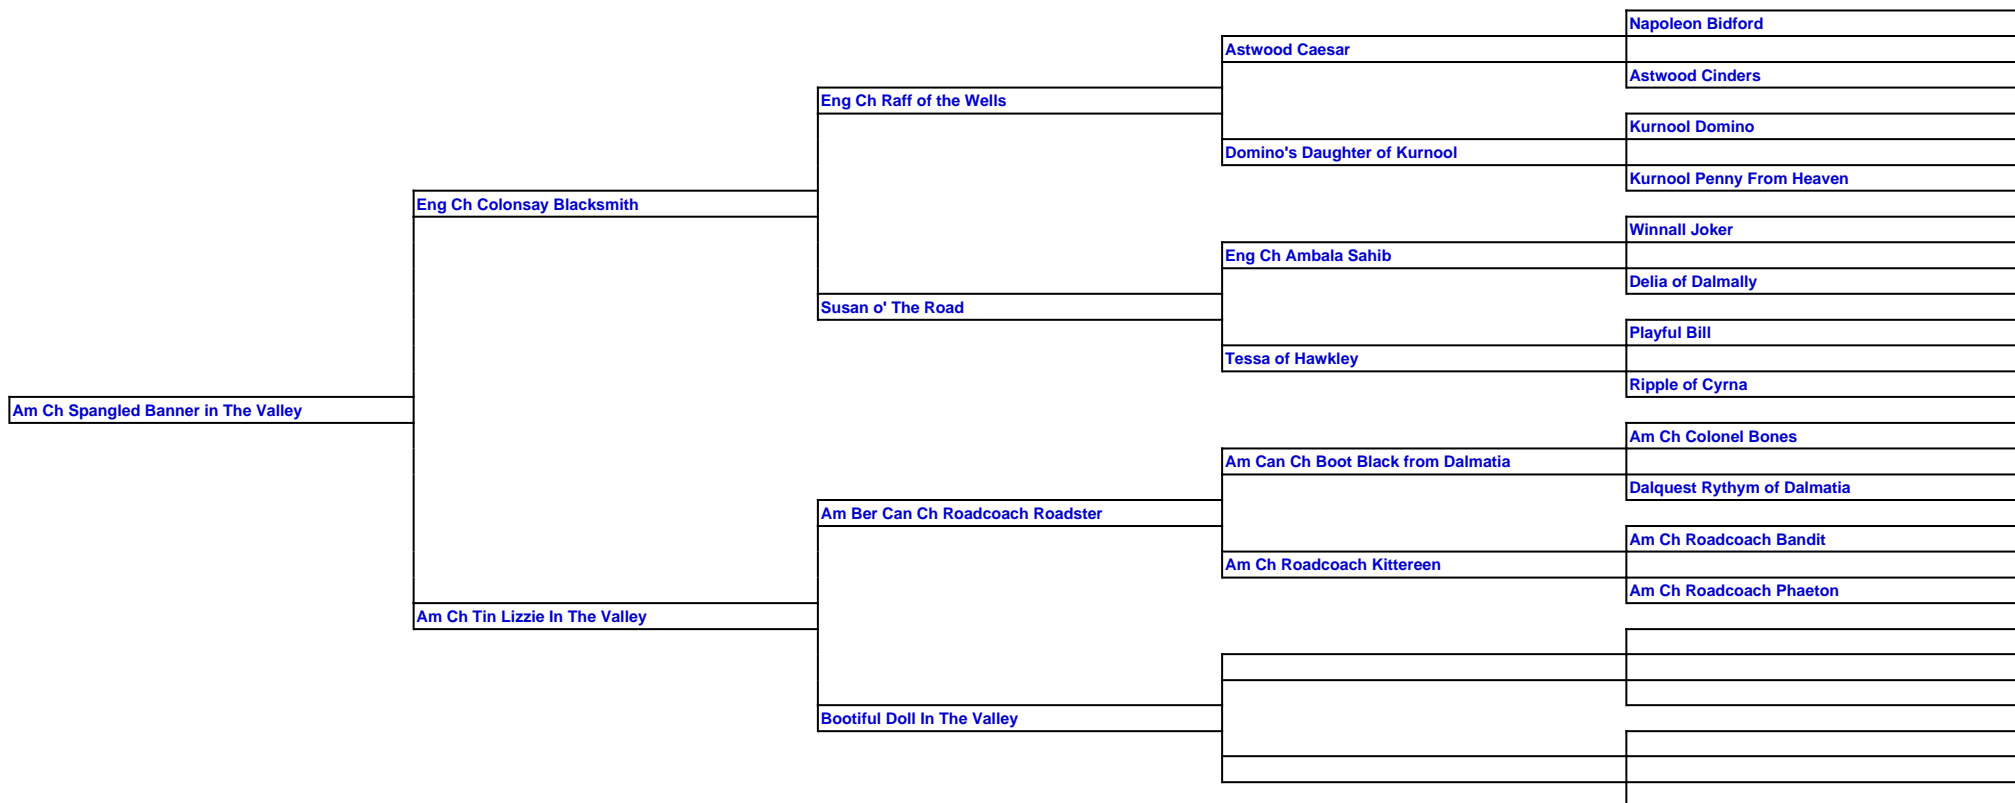 Napoleon Bidford
Astwood Caesar
Astwood Cinders
Eng Ch Raff of the Wells
Kurnool Domino
Domino's Daughter of Kurnool
Kurnool Penny From Heaven
Eng Ch Colonsay Blacksmith
Winnall Joker
Eng Ch Ambala Sahib
Delia of Dalmally
Susan o' The Road
Playful Bill
Tessa of Hawkley
Ripple of Cyrna
Am Ch Spangled Banner in The Valley
Am Ch Colonel Bones
Am Can Ch Boot Black from Dalmatia
Dalquest Rythym of Dalmatia
Am Ber Can Ch Roadcoach Roadster
Am Ch Roadcoach Bandit
Am Ch Roadcoach Kittereen
Am Ch Roadcoach Phaeton
Am Ch Tin Lizzie In The Valley
Bootiful Doll In The Valley